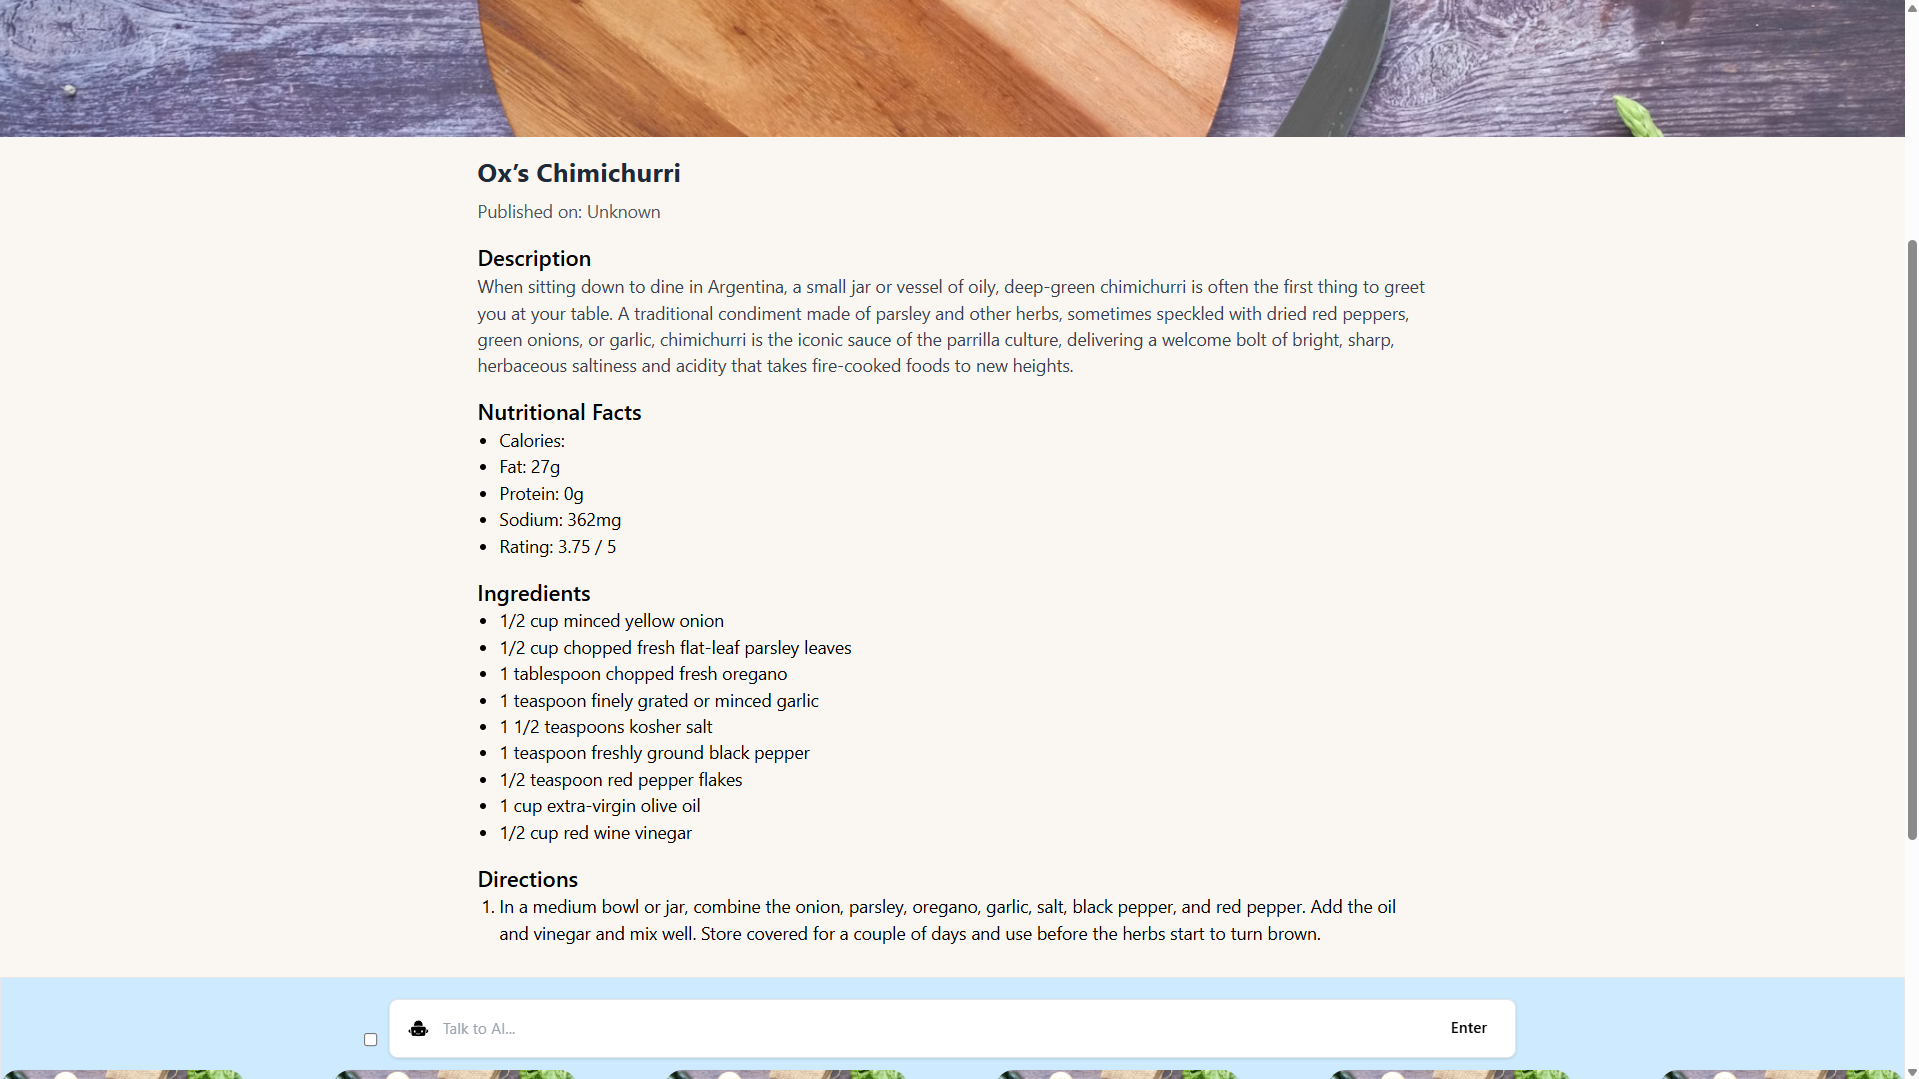 Ox’s Chimichurri
Published on: Unknown
Description
When sitting down to dine in Argentina, a small jar or vessel of oily, deep-green chimichurri is often the first thing to greet
you at your table. A traditional condiment made of parsley and other herbs, sometimes speckled with dried red peppers,
green onions, or garlic, chimichurri is the iconic sauce of the parrilla culture, delivering a welcome bolt of bright, sharp,
herbaceous saltiness and acidity that takes fire-cooked foods to new heights.
Nutritional Facts
• Calories:
• Fat: 27g
• Protein: 0g
• Sodium: 362mg
• Rating: 3.75 / 5
Ingredients
• 1/2 cup minced yellow onion
• 1/2 cup chopped fresh flat-leaf parsley leaves
• 1 tablespoon chopped fresh oregano
• 1 teaspoon finely grated or minced garlic
• 1 1/2 teaspoons kosher salt
• 1 teaspoon freshly ground black pepper
• 1/2 teaspoon red pepper flakes
• 1 cup extra-virgin olive oil
• 1/2 cup red wine vinegar
Directions
1. In a medium bowl or jar, combine the onion, parsley, oregano, garlic, salt, black pepper, and red pepper. Add the oil
and vinegar and mix well. Store covered for a couple of days and use before the herbs start to turn brown.
Talk to AI... Enter